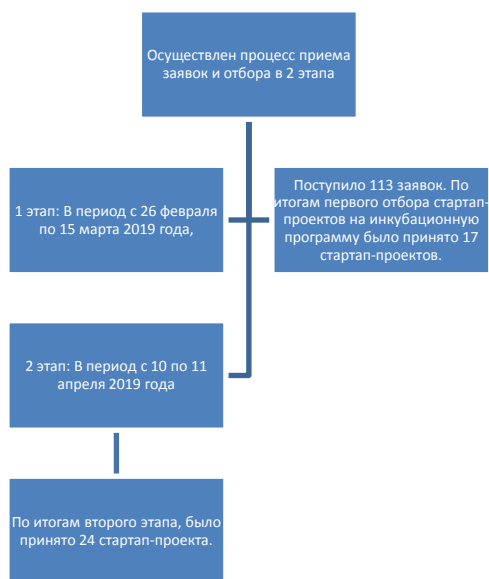 Осуществлен процесс приема
заявок и отбора в 2 этапа
1 этап: В период с 26 февраля
по 15 марта 2019 года,
Поступило 113 заявок. По
итогам первого отбора стартап-
проектов на инкубационную
программу было принято 17
стартап-проектов.
2 этап: В период с 10 по 11
апреля 2019 года
По итогам второго этапа, было
принято 24 стартап-проекта.